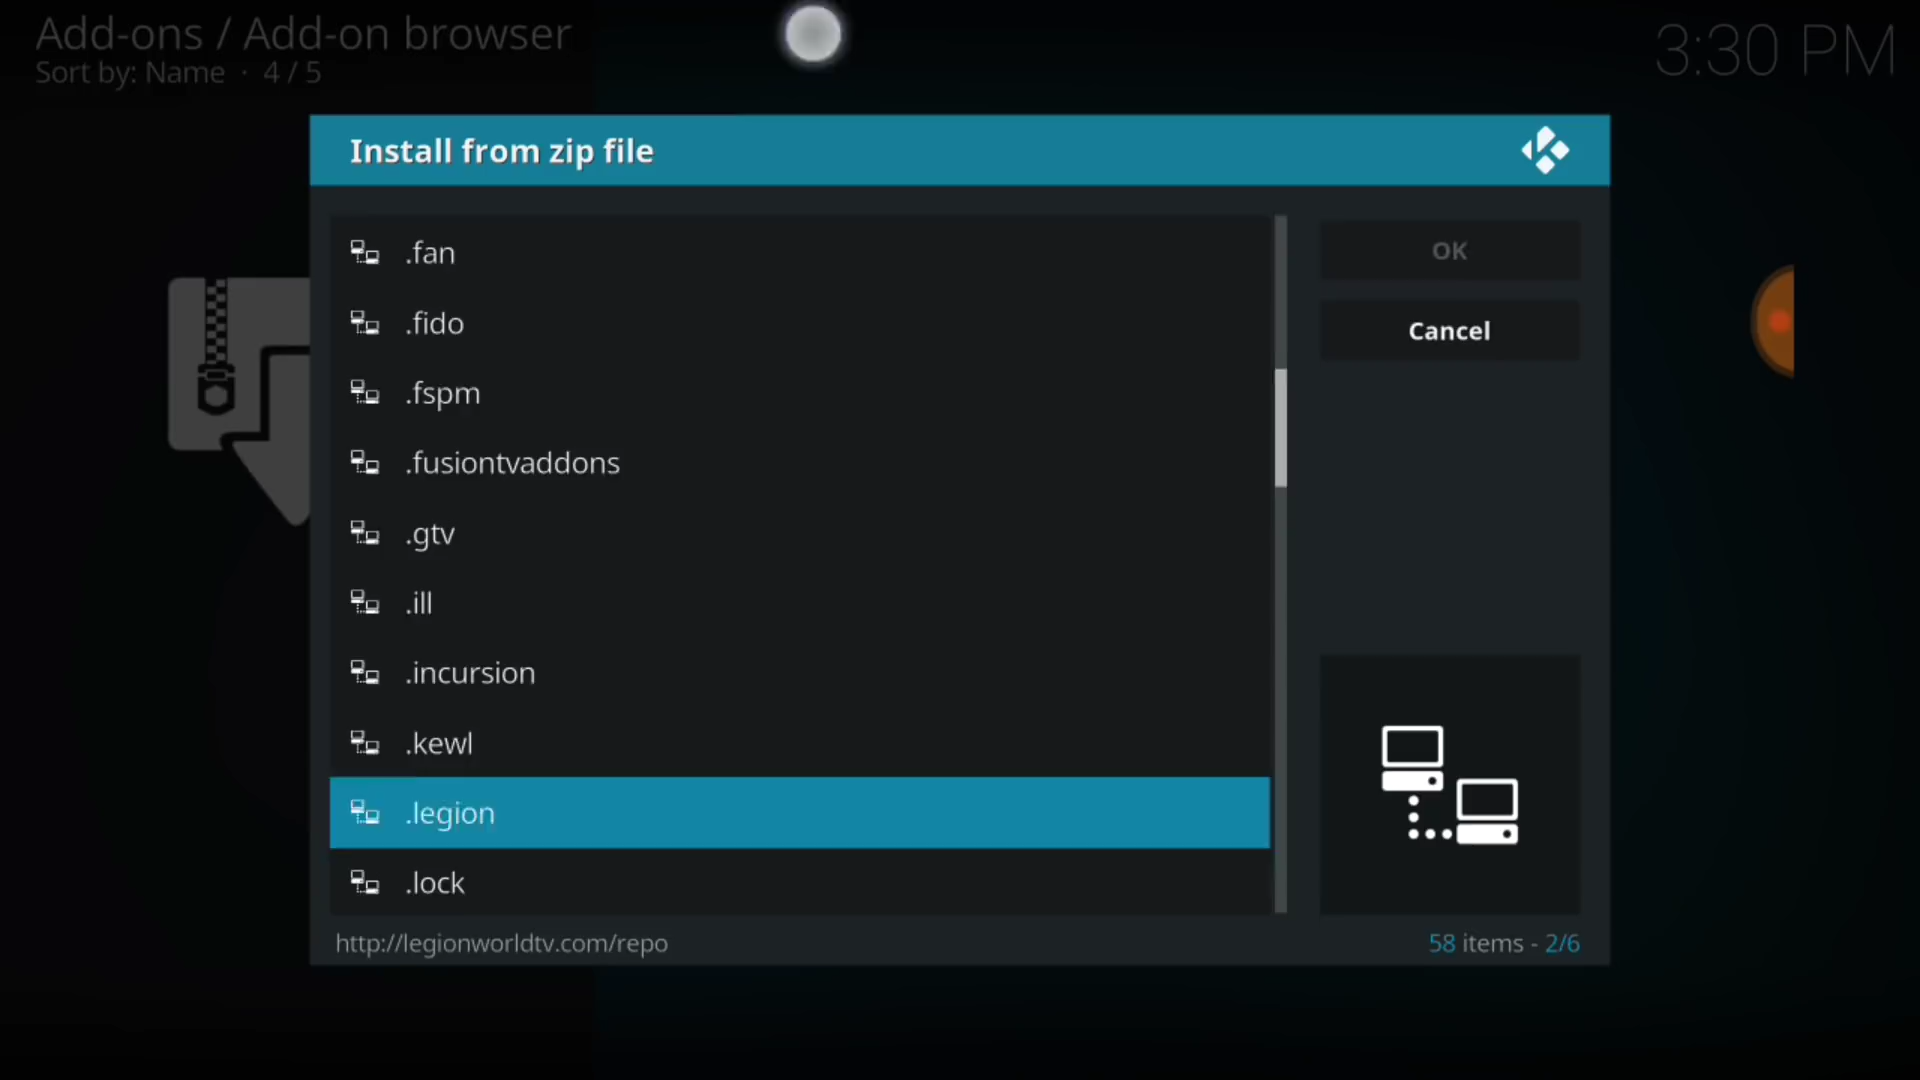 Add-ons / Add-on browser
Sort by: Name · 4 / 5
3:30 PM
Install from zip file
.fan
.fido
.fspm
.fusiontvaddons
.gtv
.ill
.incursion
.kewl
.legion
.lock
OK
Cancel
http://legionworldtv.com/repo
58 items - 2/6